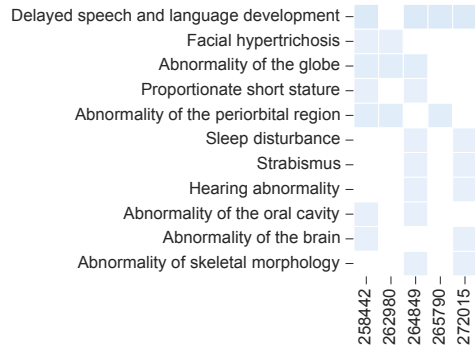 Delayed speech and language development
Facial hypertrichosis
Abnormality of the globe
Proportionate short stature
Abnormality of the periorbital region
Sleep disturbance
Strabismus
Hearing abnormality
Abnormality of the oral cavity
Abnormality of the brain
Abnormality of skeletal morphology
258442
262980
264849
265790
272015